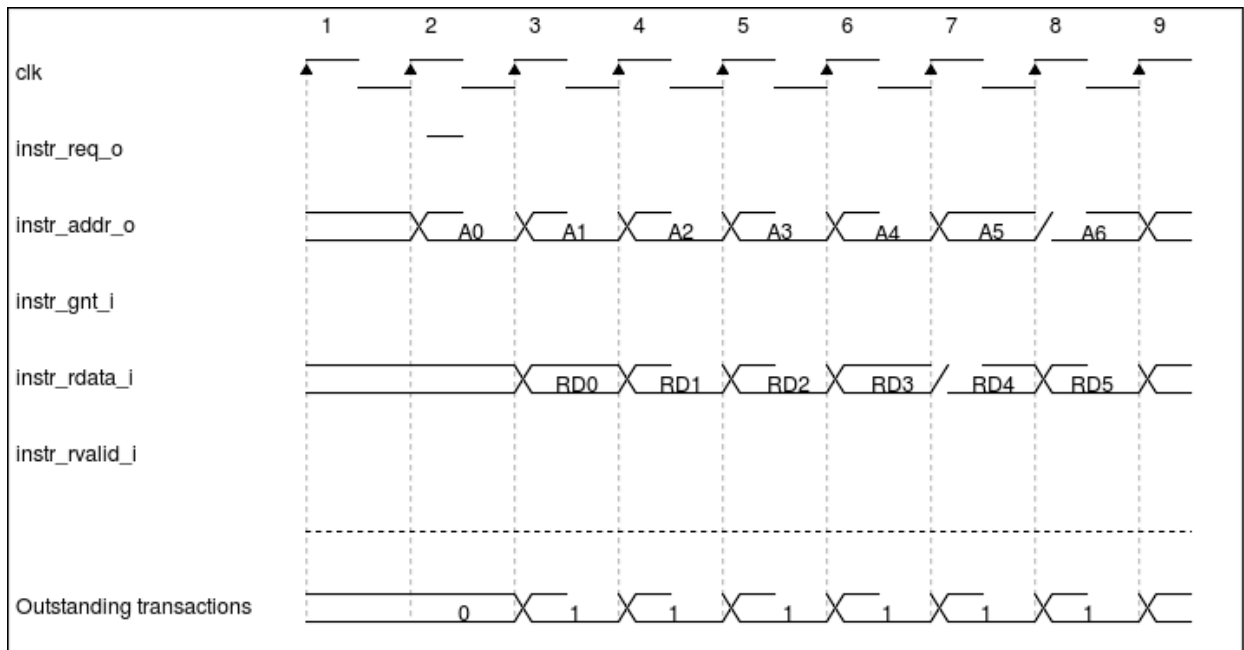 1 2 3 4 5 6 7 8 9
clk
instr_req_o
instr_addr_o A0 A1 A2 A3 A4 A5 A6
instr_gnt_i
instr_rdata_i RD0 RD1 RD2 RD3 RD4 RD5
instr_rvalid_i
Outstanding transactions 0 1 1 1 1 1 1